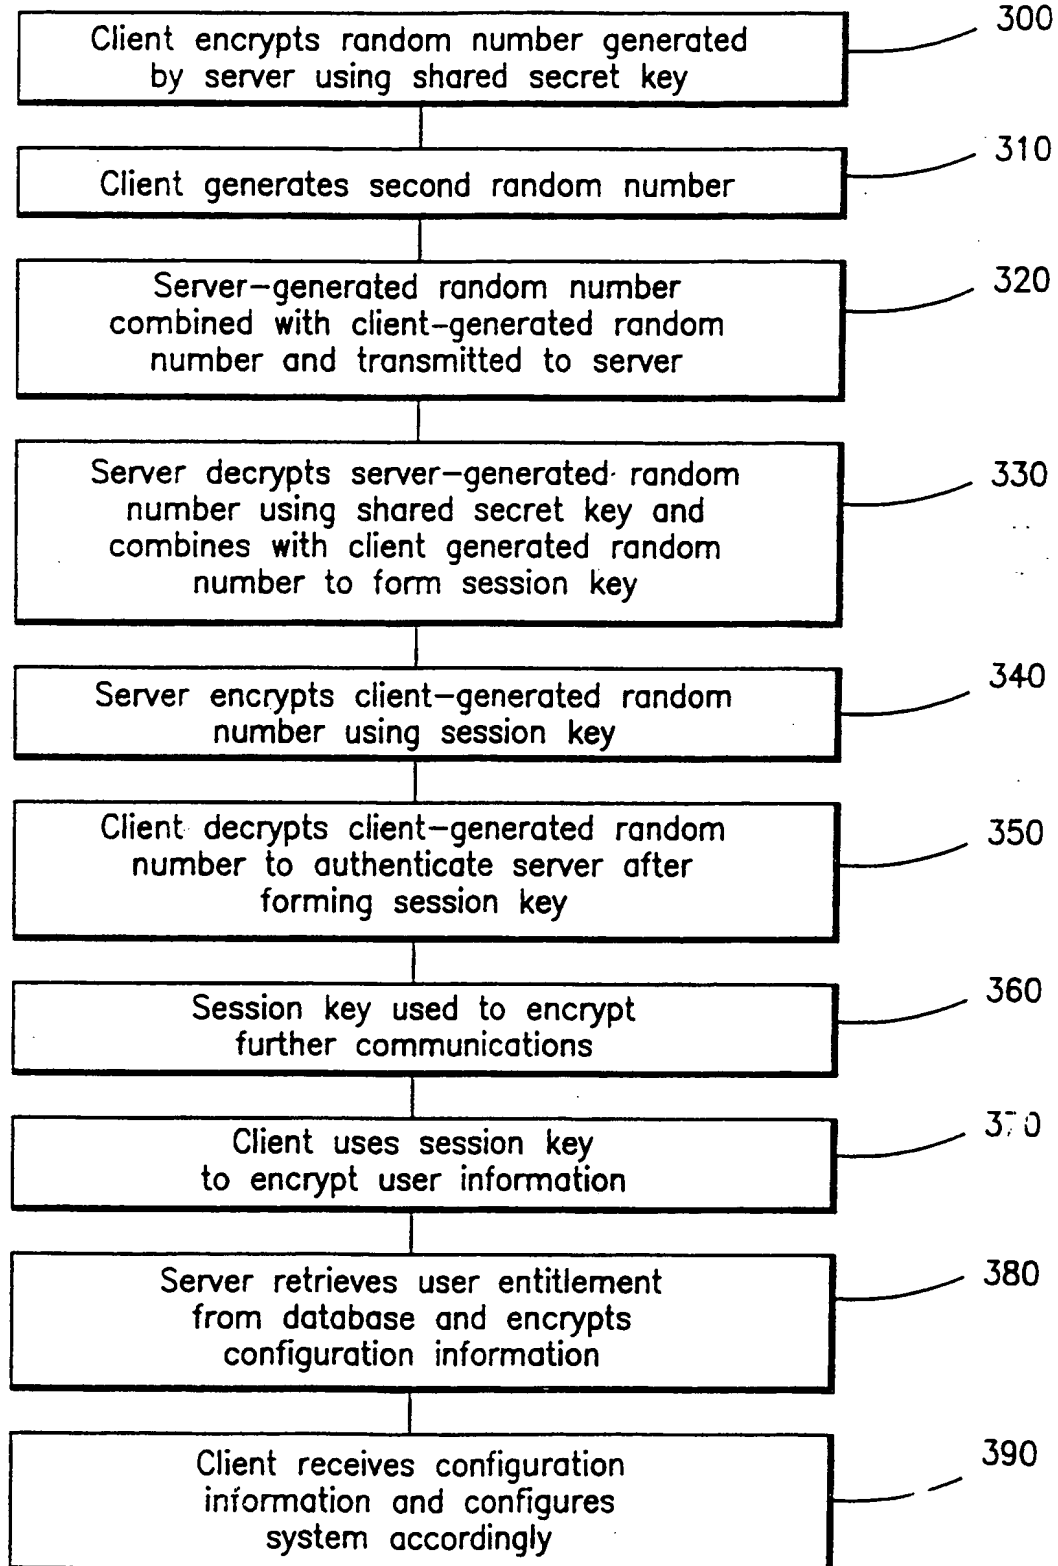 Client encrypts random number generated
by server using shared secret key
300
Client generates second random number
310
Server-generated random number
combined with client-generated random
number and transmitted to server
320
Server decrypts server-generated random
number using shared secret key and
combines with client generated random
number to form session key
330
Server encrypts client-generated random
number using session key
340
Client decrypts client-generated random
number to authenticate server after
forming session key
350
Session key used to encrypt
further communications
360
Client uses session key
to encrypt user information
370
Server retrieves user entitlement
from database and encrypts
configuration information
380
Client receives configuration
information and configures
system accordingly
390